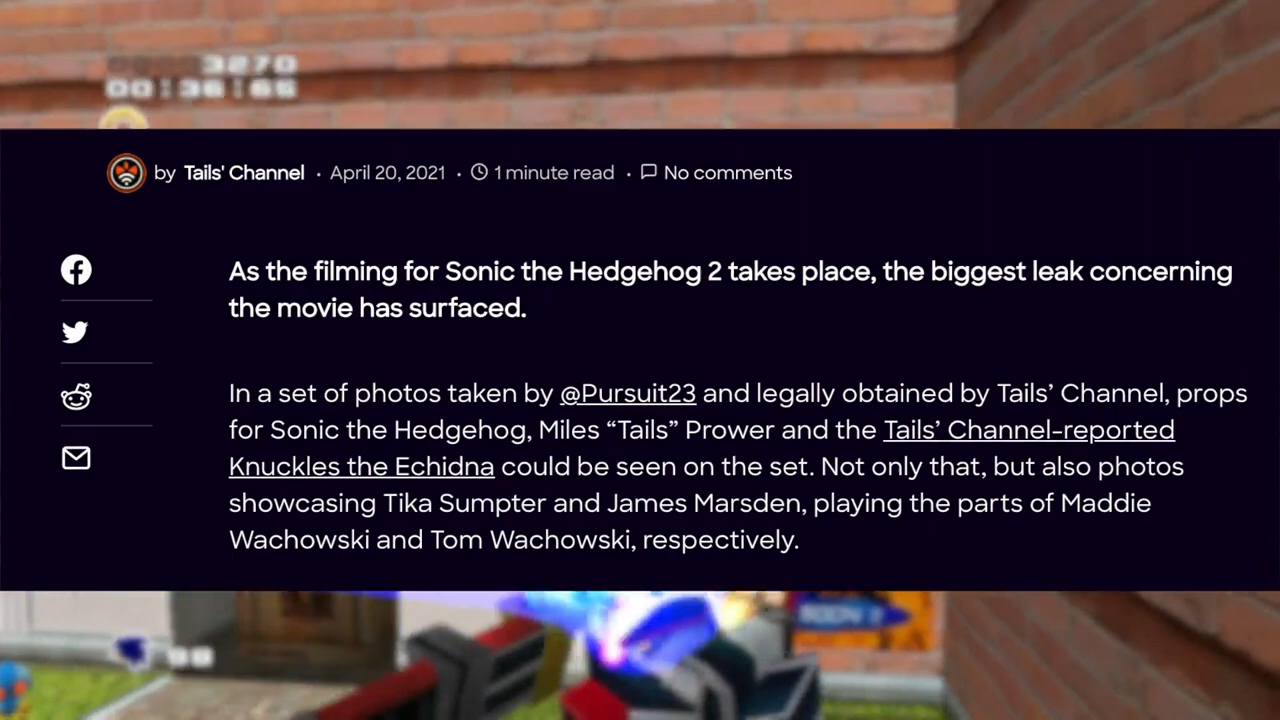 3270
00:36:65
by Tails' Channel · April 20, 2021 · 1 minute read · No comments
As the filming for Sonic the Hedgehog 2 takes place, the biggest leak concerning
the movie has surfaced.
In a set of photos taken by @Pursuit23 and legally obtained by Tails’ Channel, props
for Sonic the Hedgehog, Miles “Tails” Prower and the Tails’ Channel-reported
Knuckles the Echidna could be seen on the set. Not only that, but also photos
showcasing Tika Sumpter and James Marsden, playing the parts of Maddie
Wachowski and Tom Wachowski, respectively.